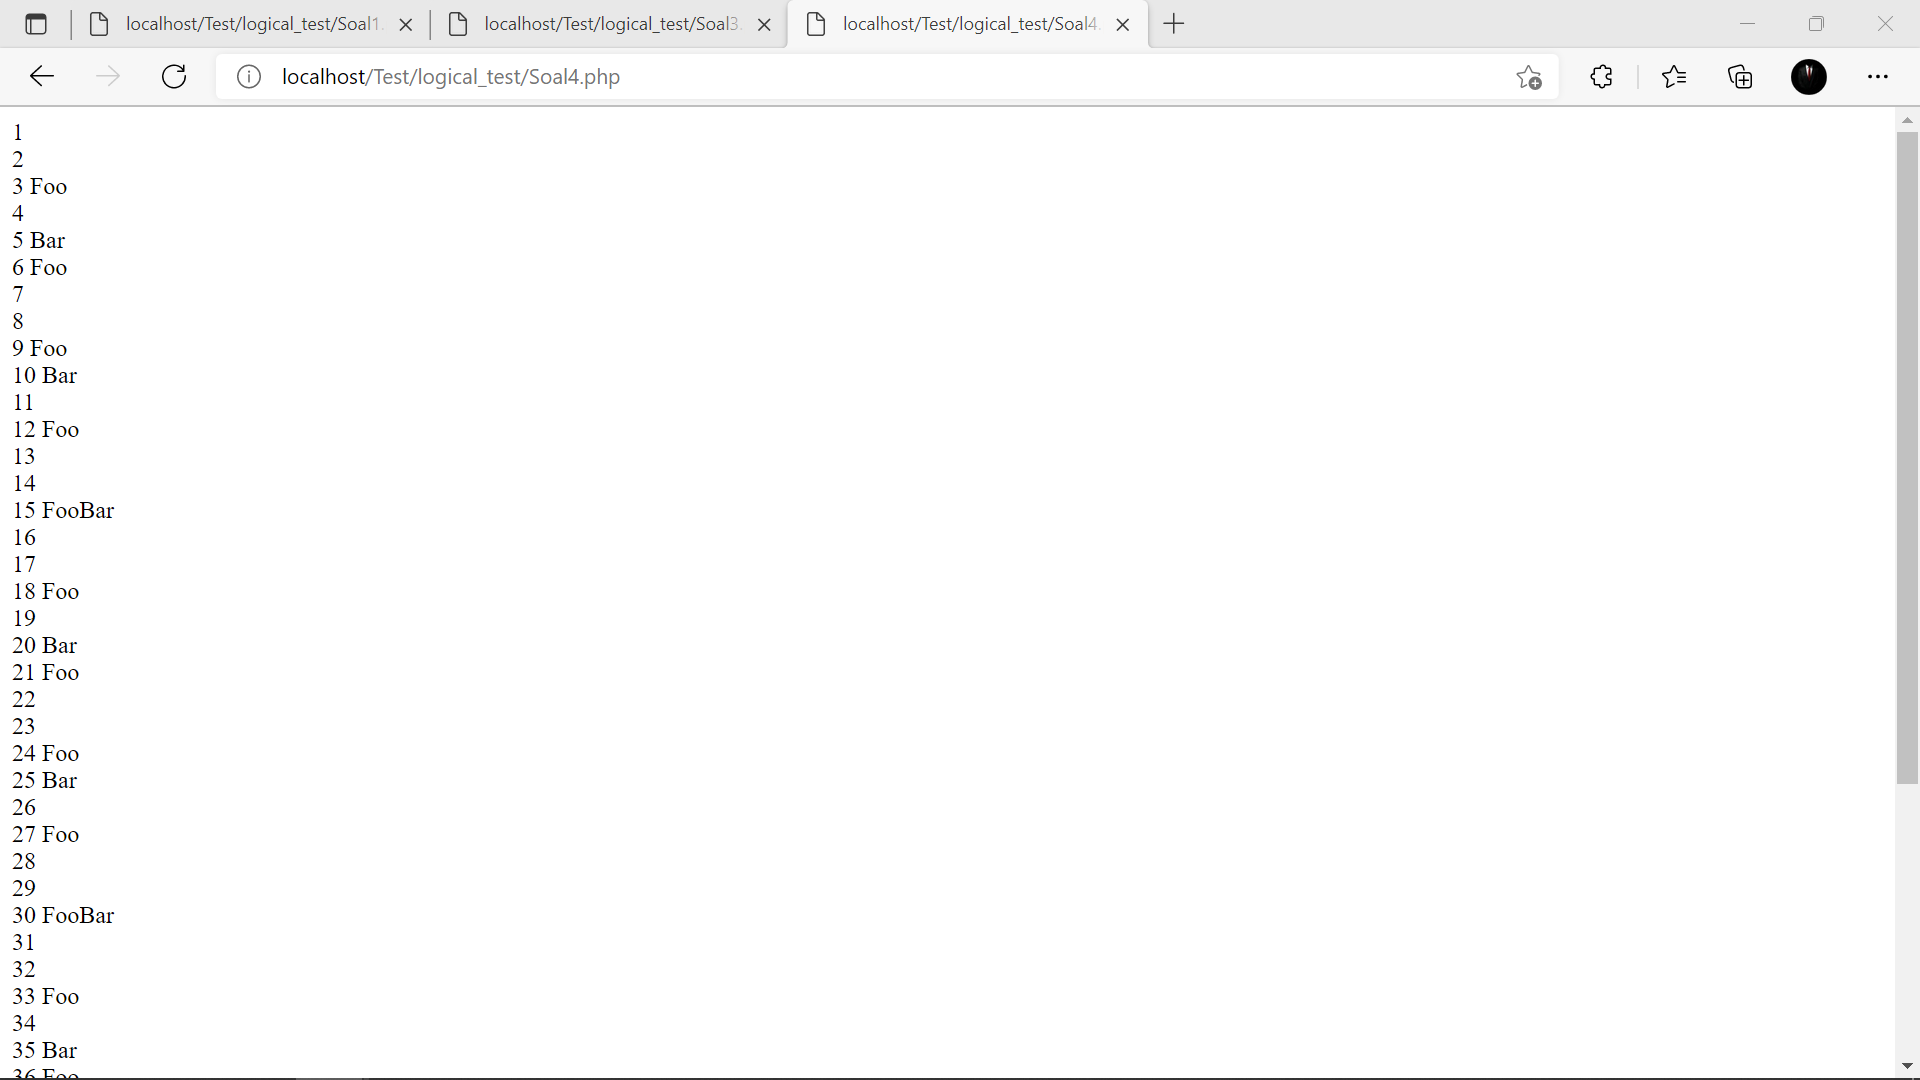 localhost/Test/logical_test/Soal1.
localhost/Test/logical_test/Soal3.
localhost/Test/logical_test/Soal4.
localhost/Test/logical_test/Soal4.php
1
2
3 Foo
4
5 Bar
6 Foo
7
8
9 Foo
10 Bar
11
12 Foo
13
14
15 FooBar
16
17
18 Foo
19
20 Bar
21 Foo
22
23
24 Foo
25 Bar
26
27 Foo
28
29
30 FooBar
31
32
33 Foo
34
35 Bar
36 Foo